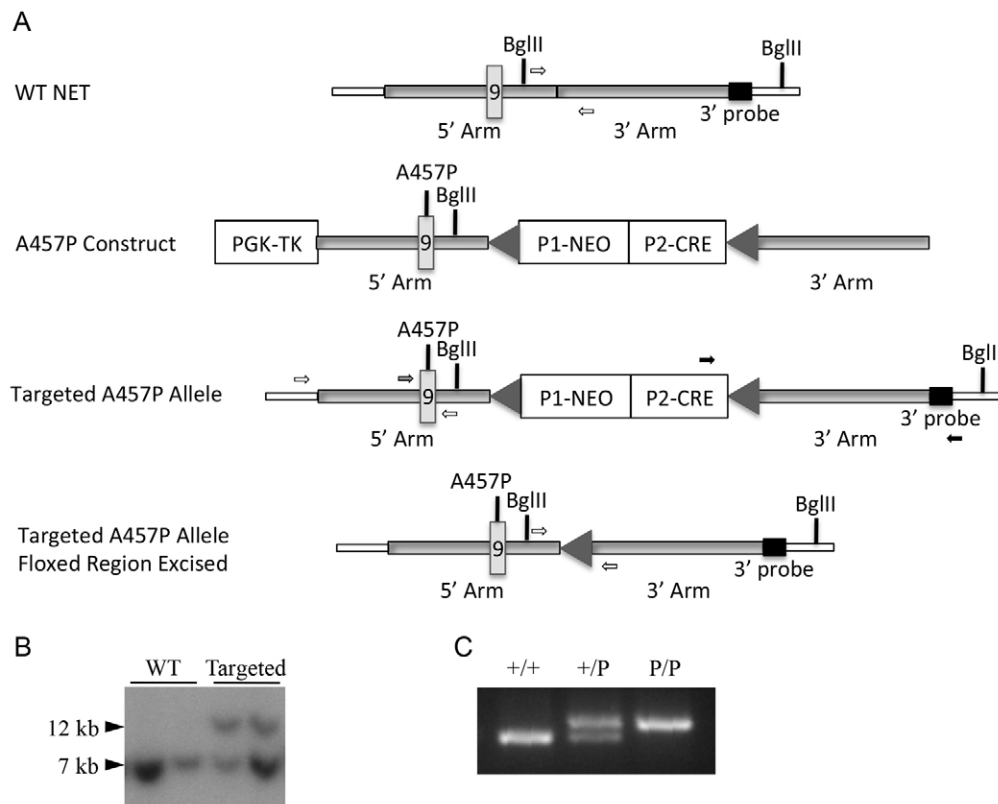 A
BglII
BglII
WT NET
9
5' Arm
3' Arm
3' probe
A457P
BglII
A457P Construct
PGK-TK
9
P1-NEO
P2-CRE
5' Arm
3' Arm
A457P
BglII
BglI
Targeted A457P Allele
9
P1-NEO
P2-CRE
5' Arm
3' Arm
3' probe
A457P
BglII
BglII
Targeted A457P Allele
Floxed Region Excised
9
5' Arm
3' Arm
3' probe
B
WT
Targeted
12 kb
7 kb
C
+/+
+/P
P/P